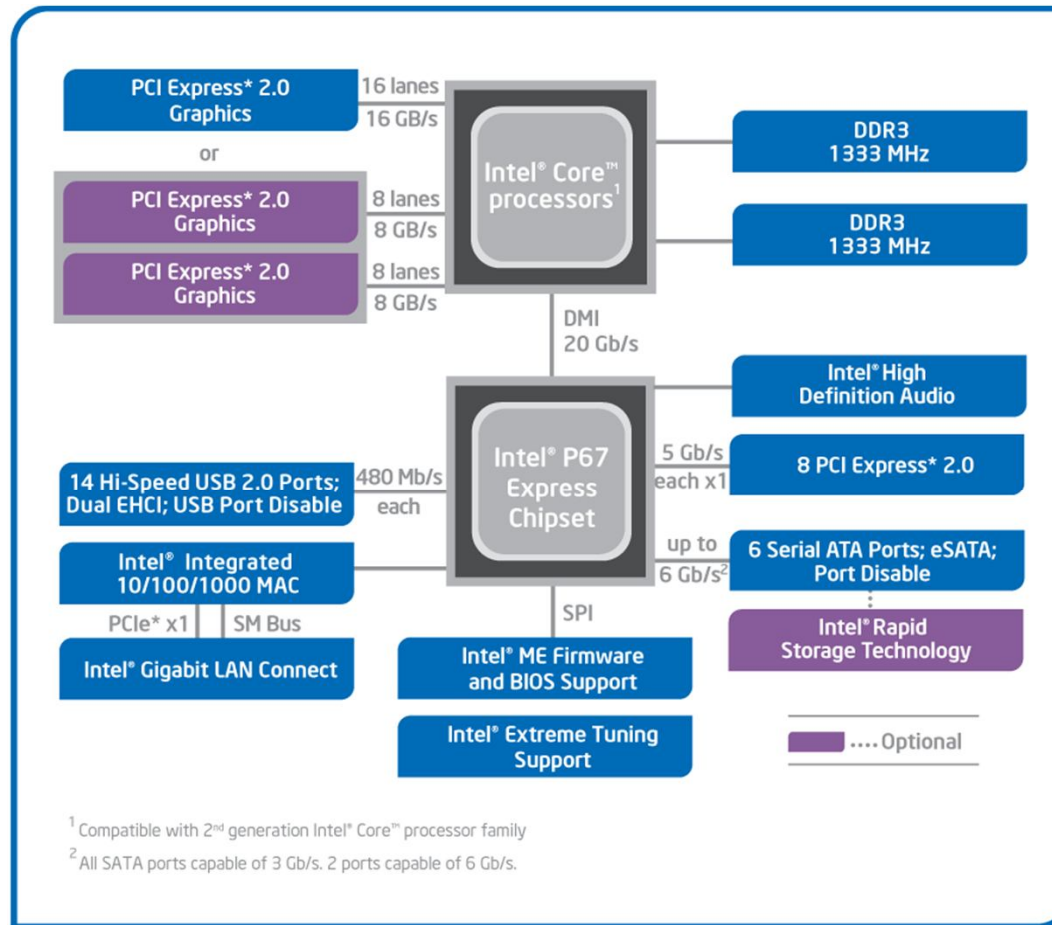 PCI Express* 2.0
Graphics
16 lanes
16 GB/s
or
PCI Express* 2.0
Graphics
8 lanes
8 GB/s
PCI Express* 2.0
Graphics
8 lanes
8 GB/s
Intel® Core™
processors¹
DDR3
1333 MHz
DDR3
1333 MHz
DMI
20 Gb/s
Intel® P67
Express
Chipset
Intel® High
Definition Audio
5 Gb/s
each x1
8 PCI Express* 2.0
up to
6 Gb/s²
6 Serial ATA Ports; eSATA;
Port Disable
Intel® Rapid
Storage Technology
14 Hi-Speed USB 2.0 Ports;
Dual EHCI; USB Port Disable
480 Mb/s
each
Intel® Integrated
10/100/1000 MAC
PCIe* x1
SM Bus
Intel® Gigabit LAN Connect
SPI
Intel® ME Firmware
and BIOS Support
Intel® Extreme Tuning
Support
.... Optional
¹ Compatible with 2ⁿᵈ generation Intel® Core™ processor family
² All SATA ports capable of 3 Gb/s. 2 ports capable of 6 Gb/s.